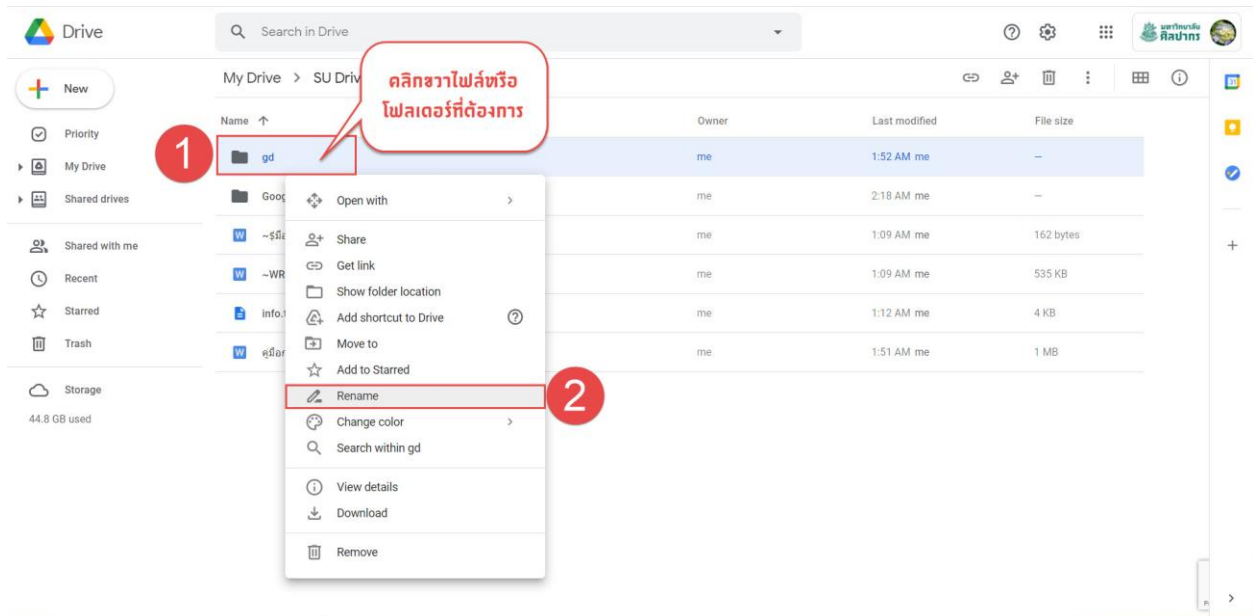 Drive
Search in Drive
มหาวิทยาลัย
ศิลปากร
My Drive > SU Driv
คลิกขวาไฟล์หรือ
โฟลเดอร์ที่ต้องการ
New
Priority
My Drive
Shared drives
Shared with me
Recent
Starred
Trash
Storage
44.8 GB used
Name Owner Last modified File size
1
gd me 1:52 AM me –
Goog me 2:18 AM me –
me 1:09 AM me 162 bytes
~WR me 1:09 AM me 535 KB
info. me 1:12 AM me 4 KB
คู่มือ me 1:51 AM me 1 MB
Open with
Share
Get link
Show folder location
Add shortcut to Drive
Move to
Add to Starred
Rename
2
Change color
Search within gd
View details
Download
Remove
31